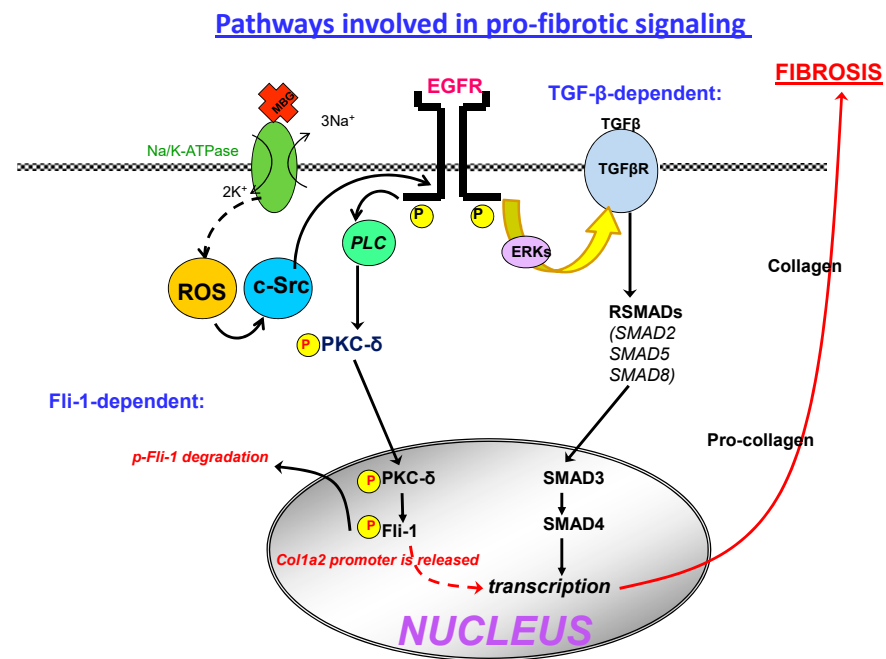 Pathways involved in pro-fibrotic signaling
FIBROSIS
EGFR
TGF-β-dependent:
MBG
3Na⁺
TGFβ
Na/K-ATPase
TGFβR
2K⁺
P
P
PLC
ERKs
ROS
c-Src
Collagen
RSMADs
(SMAD2
SMAD5
SMAD8)
P PKC-δ
Fli-1-dependent:
Pro-collagen
p-Fli-1 degradation
P PKC-δ
SMAD3
P Fli-1
SMAD4
Col1a2 promoter is released
transcription
NUCLEUS